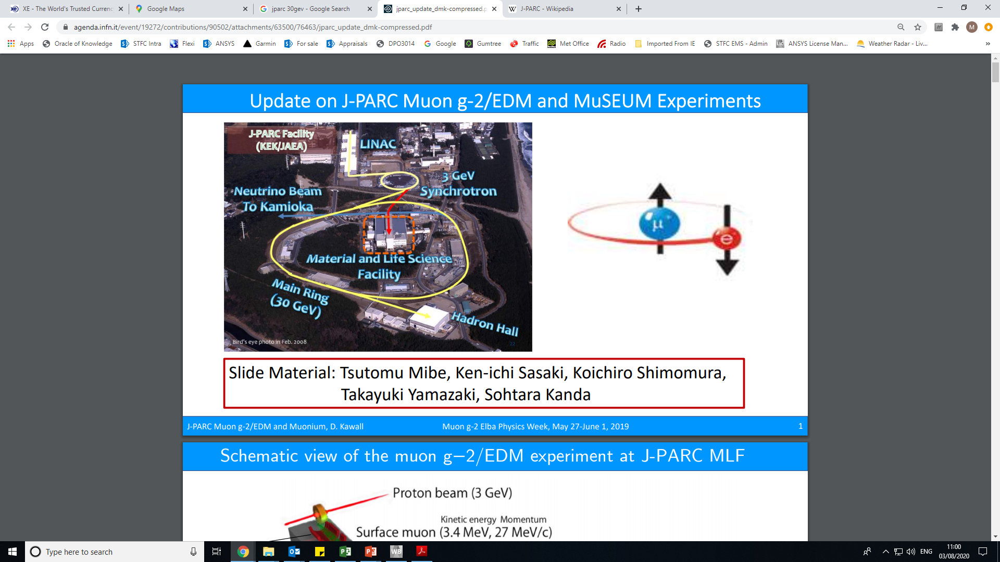 XE - The World's Trusted Currenc
Google Maps
jparc 30gev - Google Search
jparc_update_dmk-compressed.p
J-PARC - Wikipedia
agenda.infn.it/event/19272/contributions/90502/attachments/63500/76463/jparc_update_dmk-compressed.pdf
M
Apps
Oracle of Knowledge
STFC Intra
Flexi
ANSYS
Garmin
For sale
Appraisals
DPO3014
Google
Gumtree
Traffic
Met Office
Radio
Imported From IE
STFC EMS - Admin
ANSYS License Man...
Weather Radar - Liv...
»
Update on J-PARC Muon g-2/EDM and MuSEUM Experiments
J-PARC Facility
(KEK/JAEA)
LINAC
3 GeV
Synchrotron
Neutrino Beam
To Kamioka
Material and Life Science
Facility
Main Ring
(30 GeV)
Hadron Hall
Bird's eye photo in Feb. 2008
22
μ
e
Slide Material: Tsutomu Mibe, Ken-ichi Sasaki, Koichiro Shimomura,
Takayuki Yamazaki, Sohtara Kanda
J-PARC Muon g-2/EDM and Muonium, D. Kawall
Muon g-2 Elba Physics Week, May 27-June 1, 2019
1
Schematic view of the muon g−2/EDM experiment at J-PARC MLF
Proton beam (3 GeV)
Kinetic energy Momentum
Surface muon (3.4 MeV, 27 MeV/c)
Type here to search
WB
ENG
11:00
03/08/2020